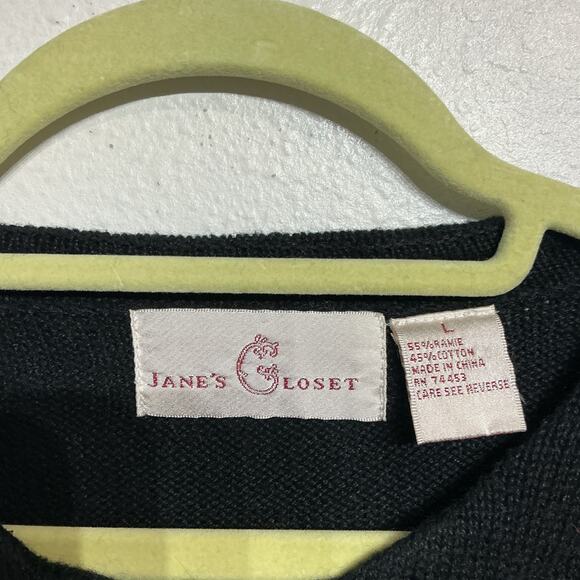 JANE'S CLOSET
L
55%RAMIE
45%COTTON
MADE IN CHINA
RN 74453
CARE SEE REVERSE